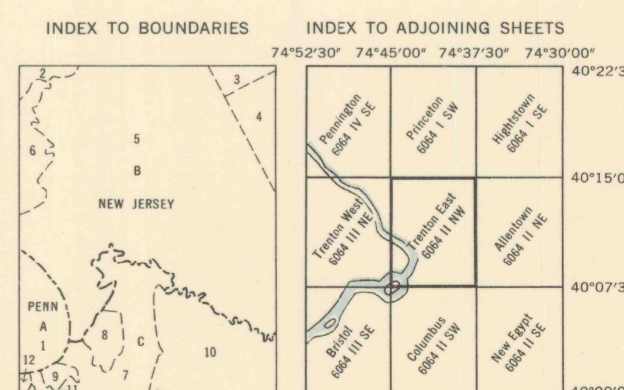 INDEX TO BOUNDARIES
2
3
4
5
6
B
NEW JERSEY
PENN
A
1
8
C
10
12
9
7
11
INDEX TO ADJOINING SHEETS
74°52'30" 74°45'00" 74°37'30" 74°30'00"
40°22'3
Pennington
6064 IV SE
Princeton
6064 I SW
Hightstown
6064 I SE
40°15'0
Trenton West
6064 III NE
Trenton East
6064 II NW
Allentown
6064 II NE
40°07'3
Bristol
6064 III SE
Columbus
6064 II SW
New Egypt
6064 II SE